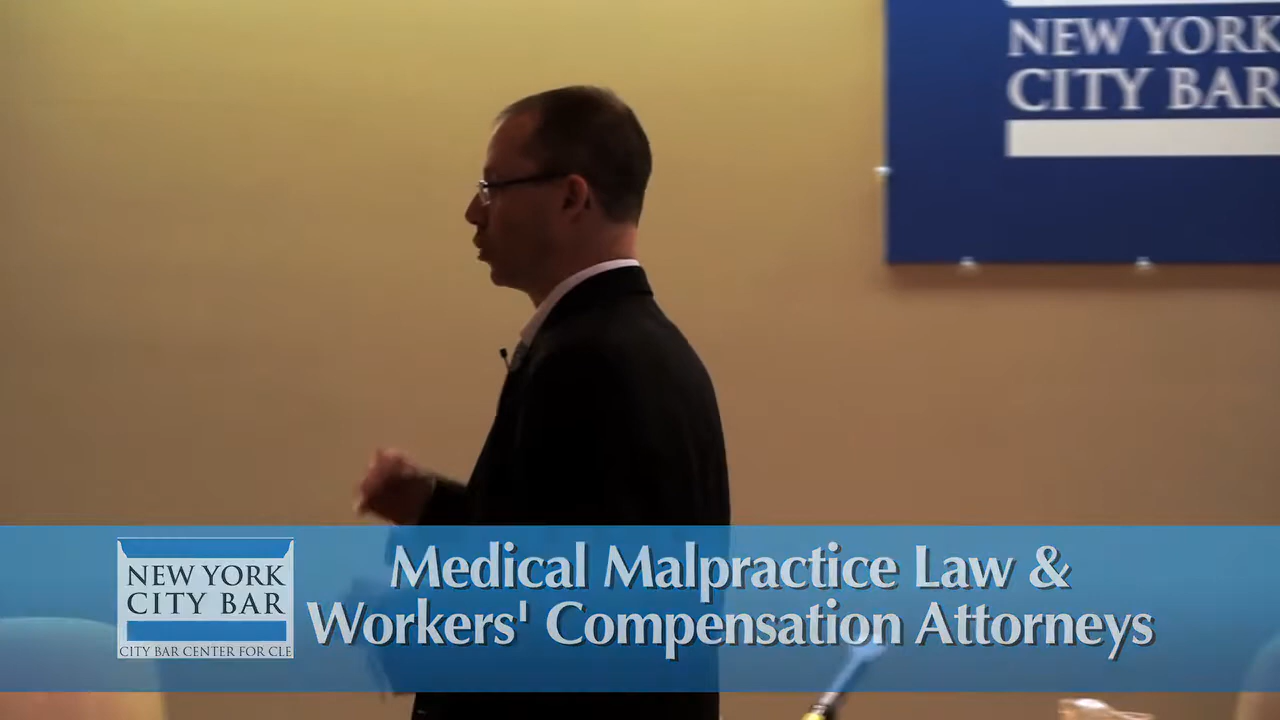 NEW YORK
CITY BAR
NEW YORK
CITY BAR
CITY BAR CENTER FOR CLE
Medical Malpractice Law &
Workers' Compensation Attorneys